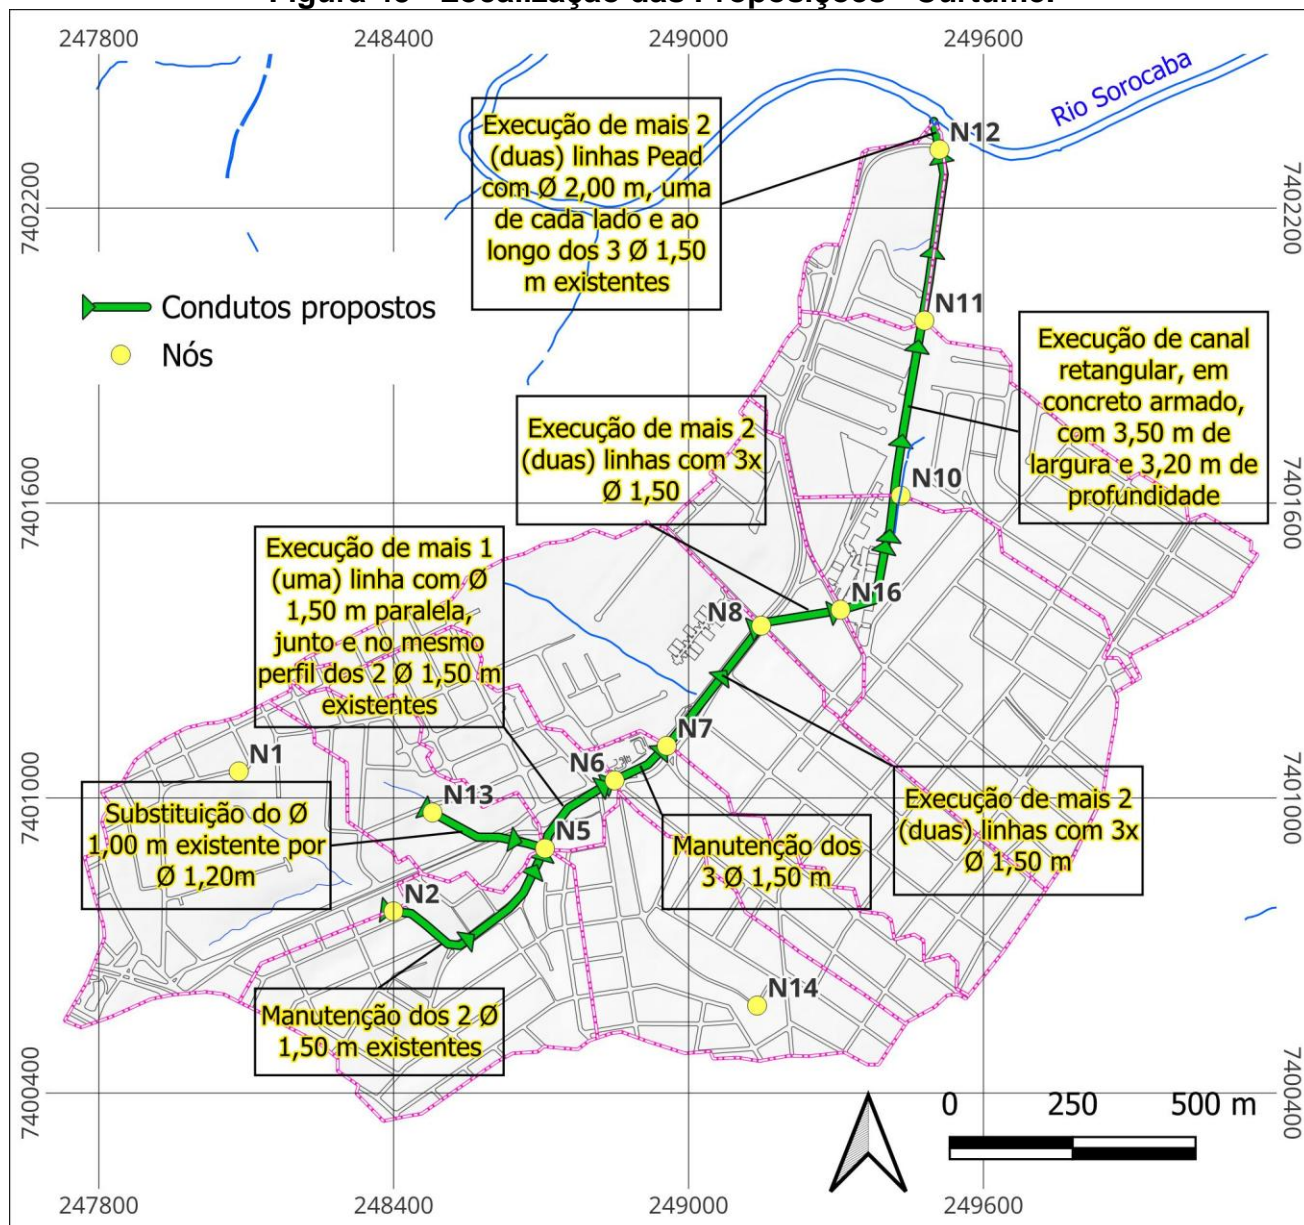 Figura 45 - Localização das Proposições - Curtume.
247800 248400 249000 249600
Rio Sorocaba
Execução de mais 2
(duas) linhas Pead
com Ø 2,00 m, uma
de cada lado e ao
longo dos 3 Ø 1,50
m existentes
N12
7402200
7402200
Condutos propostos
Nós
N11
Execução de canal
retangular, em
concreto armado,
com 3,50 m de
largura e 3,20 m de
profundidade
Execução de mais 2
(duas) linhas com 3x
Ø 1,50
N10
7401600
7401600
Execução de mais 1
(uma) linha com Ø
1,50 m paralela,
junto e no mesmo
perfil dos 2 Ø 1,50 m
existentes
N16
N8
N7
N1
N6
N13
7401000
7401000
Substituição do Ø
1,00 m existente por
Ø 1,20m
N5
Manutenção dos
3 Ø 1,50 m
Execução de mais 2
(duas) linhas com 3x
Ø 1,50 m
N2
N14
Manutenção dos 2 Ø
1,50 m existentes
7400400
7400400
0 250 500 m
247800 248400 249000 249600